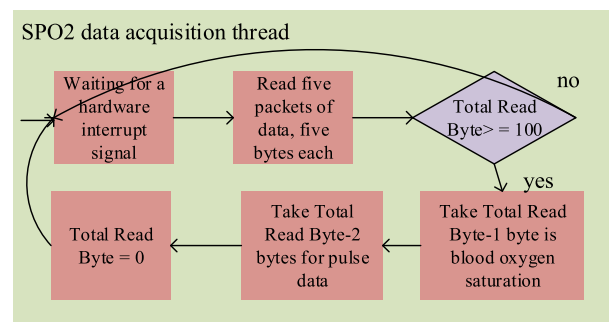 SPO2 data acquisition thread
Waiting for a
hardware
interrupt
signal
Read five
packets of
data, five
bytes each
Total Read
Byte> = 100
no
yes
Take Total Read
Byte-1 byte is
blood oxygen
saturation
Take Total
Read Byte-2
bytes for pulse
data
Total Read
Byte = 0